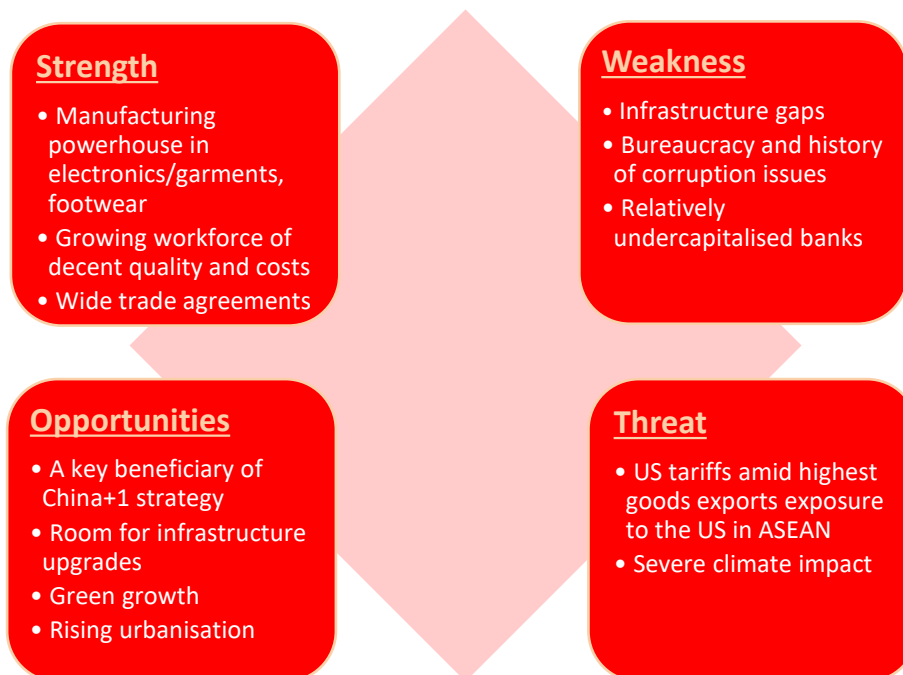 Strength
• Manufacturing
powerhouse in
electronics/garments,
footwear
• Growing workforce of
decent quality and costs
• Wide trade agreements
Weakness
• Infrastructure gaps
• Bureaucracy and history
of corruption issues
• Relatively
undercapitalised banks
Opportunities
• A key beneficiary of
China+1 strategy
• Room for infrastructure
upgrades
• Green growth
• Rising urbanisation
Threat
• US tariffs amid highest
goods exports exposure
to the US in ASEAN
• Severe climate impact